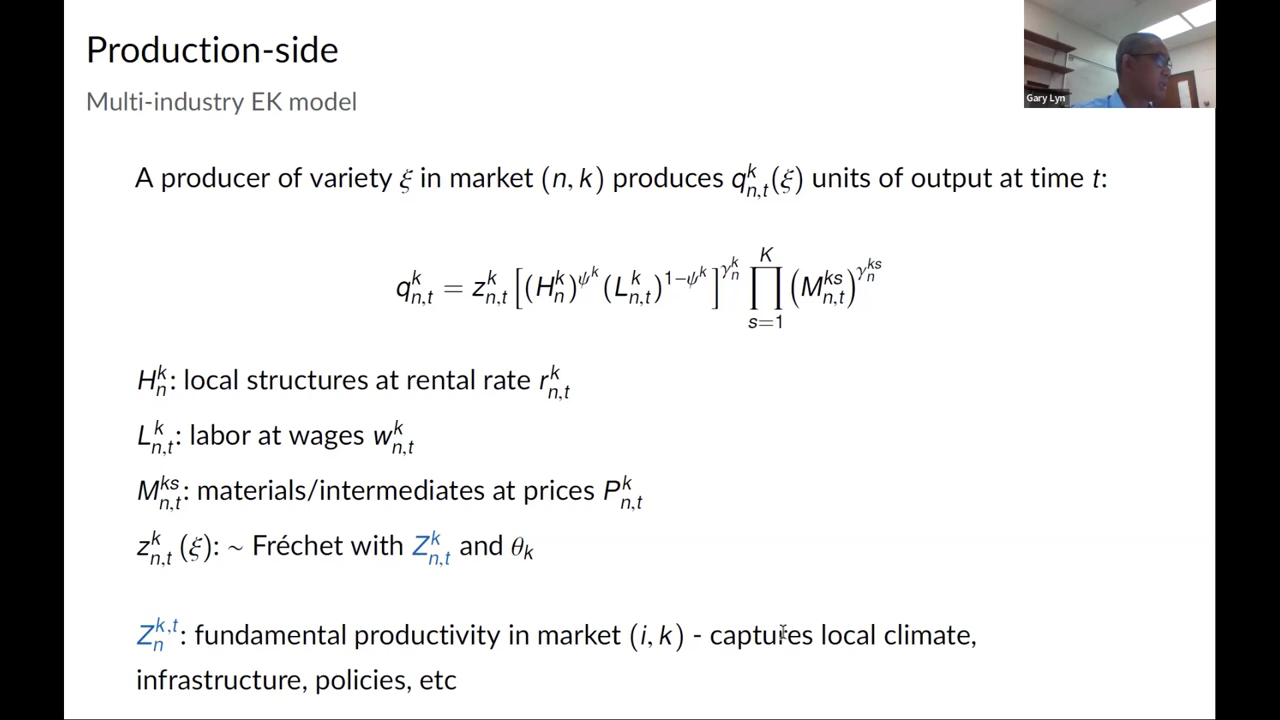 Production-side
Multi-industry EK model
Gary Lyn
A producer of variety ξ in market (n, k) produces q^k_{n,t}(ξ) units of output at time t:
q^k_{n,t} = z^k_{n,t} [(H^k_n)^{ψ^k} (L^k_{n,t})^{1−ψ^k}]^{γ^k_n} ∏_{s=1}^{K} (M^{ks}_{n,t})^{γ^{ks}_n}
H^k_n: local structures at rental rate r^k_{n,t}
L^k_{n,t}: labor at wages w^k_{n,t}
M^{ks}_{n,t}: materials/intermediates at prices P^k_{n,t}
z^k_{n,t}(ξ): ~ Fréchet with Z^k_{n,t} and θ_k
Z^{k,t}_n: fundamental productivity in market (i, k) - captures local climate,
infrastructure, policies, etc